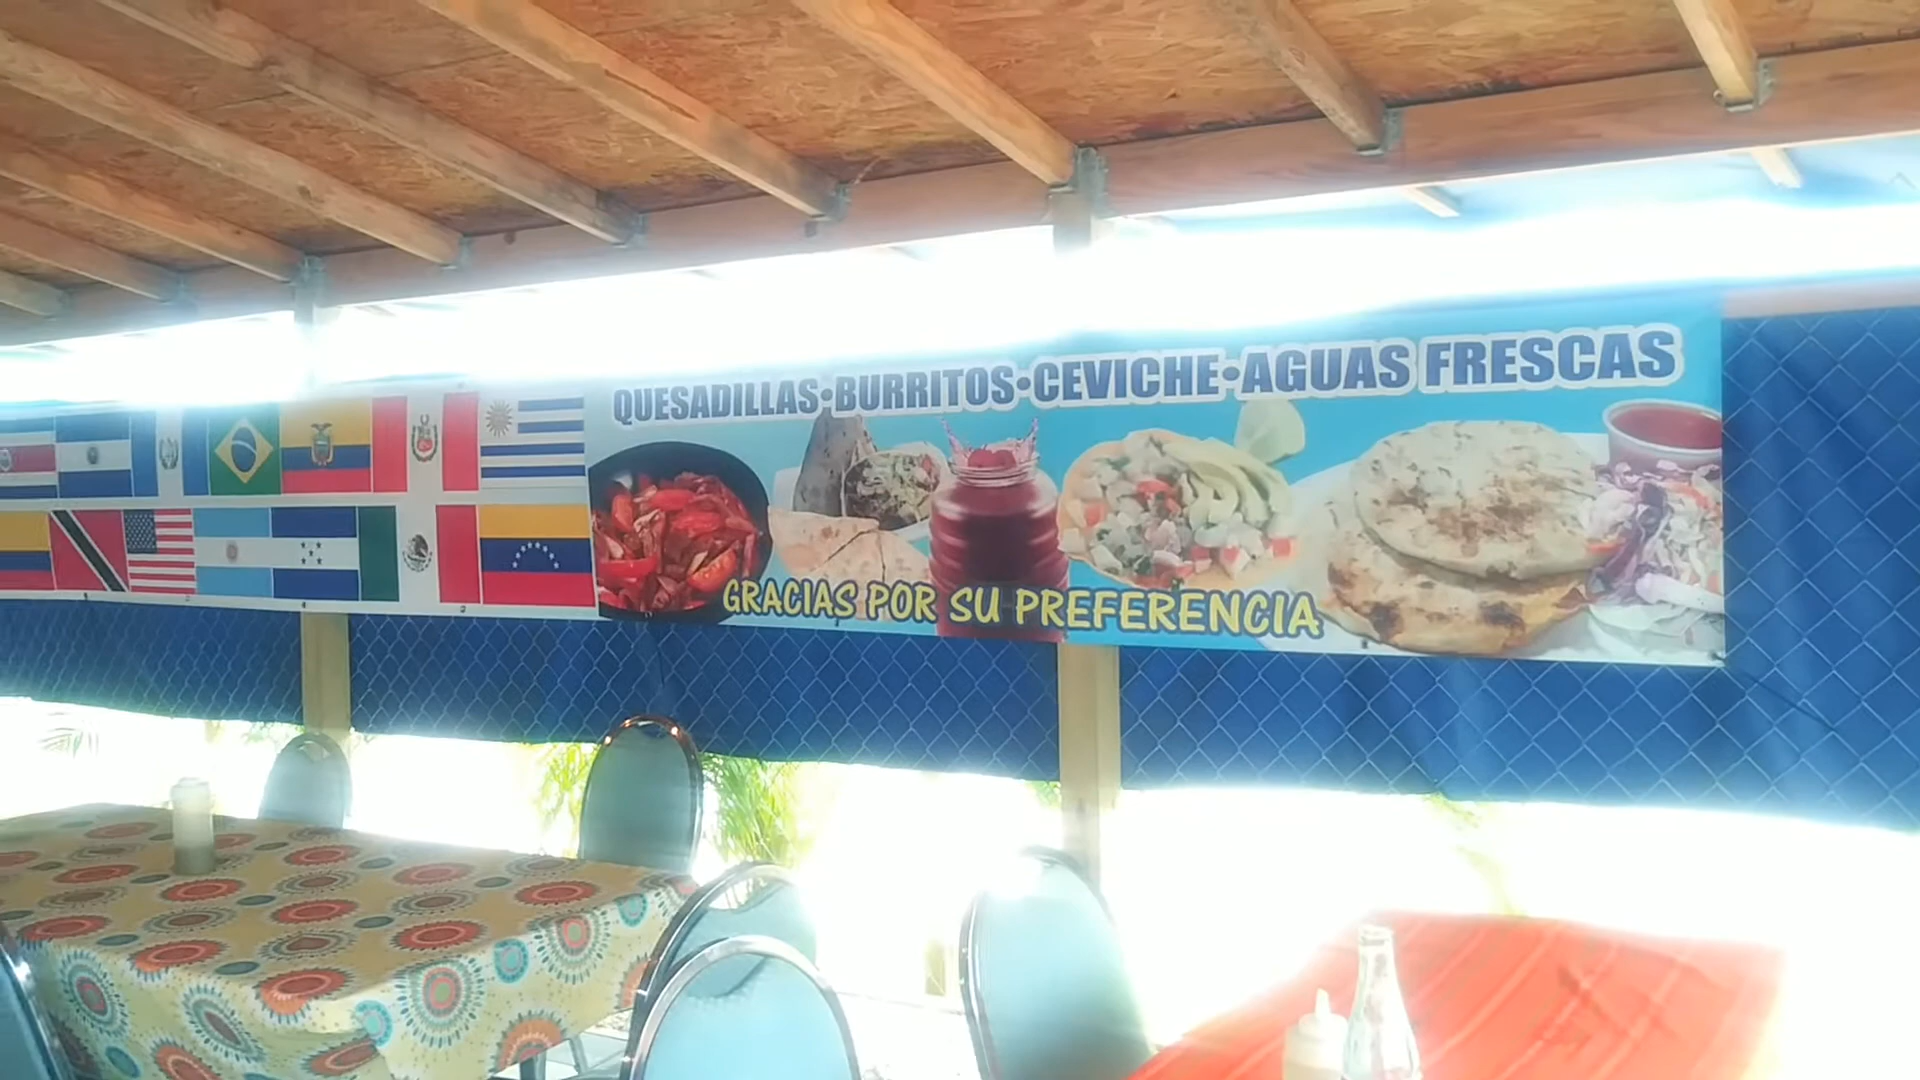 QUESADILLAS•BURRITOS•CEVICHE•AGUAS FRESCAS
GRACIAS POR SU PREFERENCIA